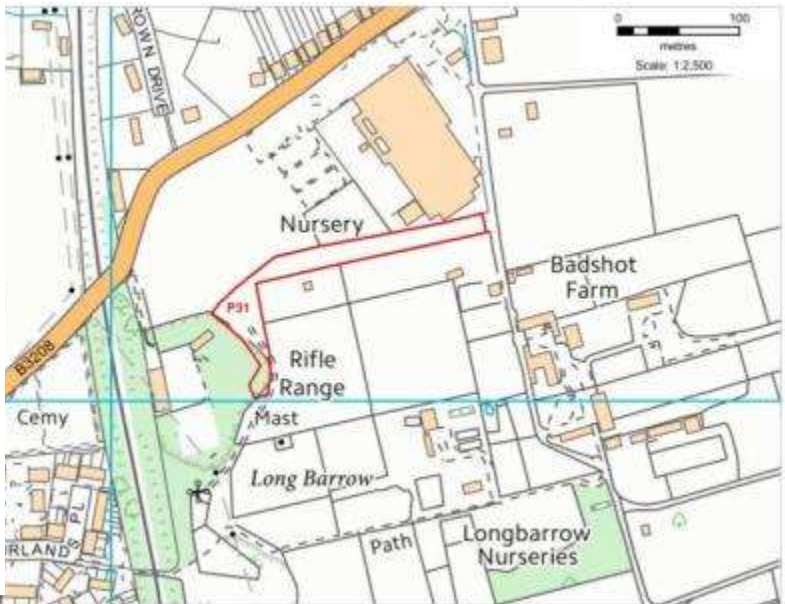 0 100
metres
Scale: 1:2,500
ROWN DRIVE
Nursery
Badshot
Farm
P31
B3208
Rifle
Range
Cemy
Mast
Long Barrow
Path
Longbarrow
Nurseries
IRLANDS PL